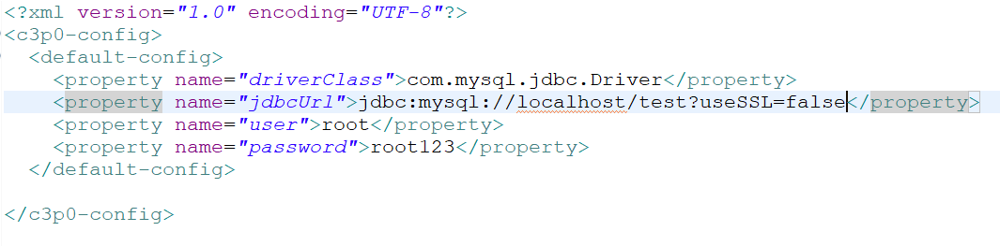 <?xml version="1.0" encoding="UTF-8"?>
<c3p0-config>
<default-config>
<property name="driverClass">com.mysql.jdbc.Driver</property>
<property name="jdbcUrl">jdbc:mysql://localhost/test?useSSL=false</property>
<property name="user">root</property>
<property name="password">root123</property>
</default-config>
</c3p0-config>